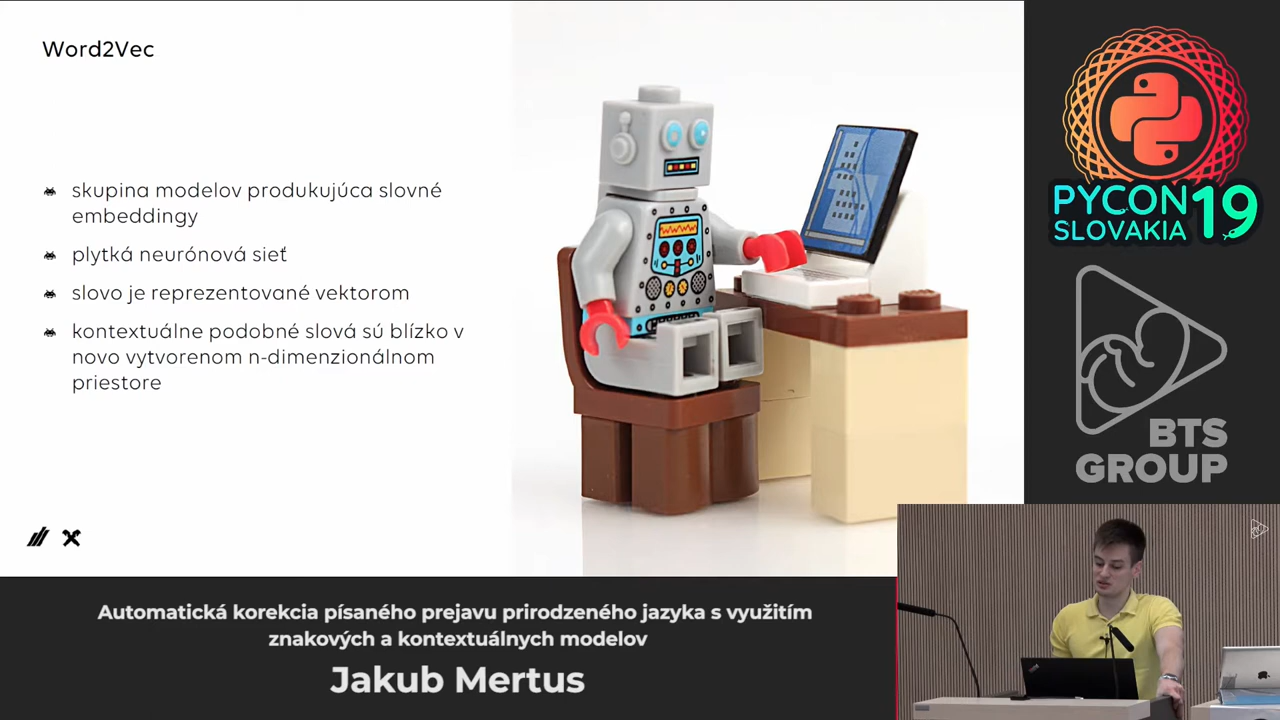 Word2Vec
skupina modelov produkujúca slovné
embeddingy
plytká neurónová sieť
slovo je reprezentované vektorom
kontextuálne podobné slová sú blízko v
novo vytvorenom n-dimenzionálnom
priestore
PYCON 19
SLOVAKIA
BTS
GROUP
Automatická korekcia písaného prejavu prirodzeného jazyka s využitím
znakových a kontextuálnych modelov
Jakub Mertus